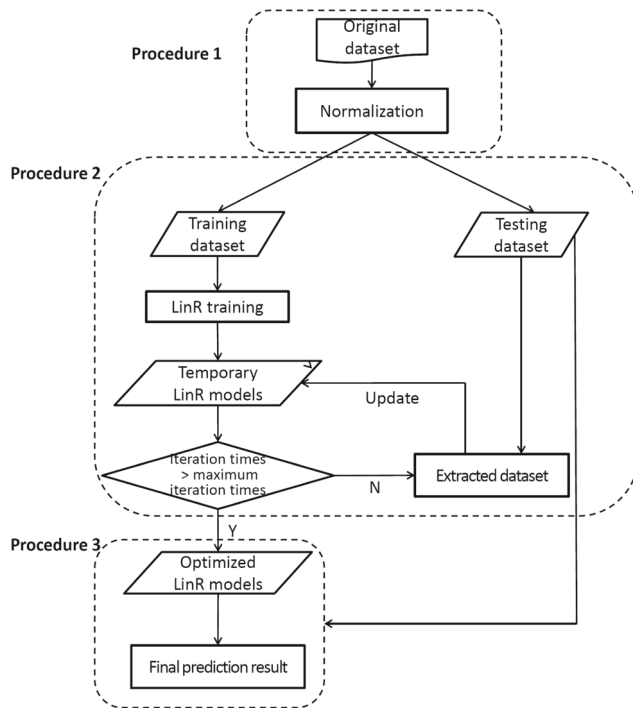 Original
dataset
Procedure 1
Normalization
Procedure 2
Training
dataset
Testing
dataset
LinR training
Temporary
LinR models
Update
Iteration times
> maximum
iteration times
N
Extracted dataset
Y
Procedure 3
Optimized
LinR models
Final prediction result